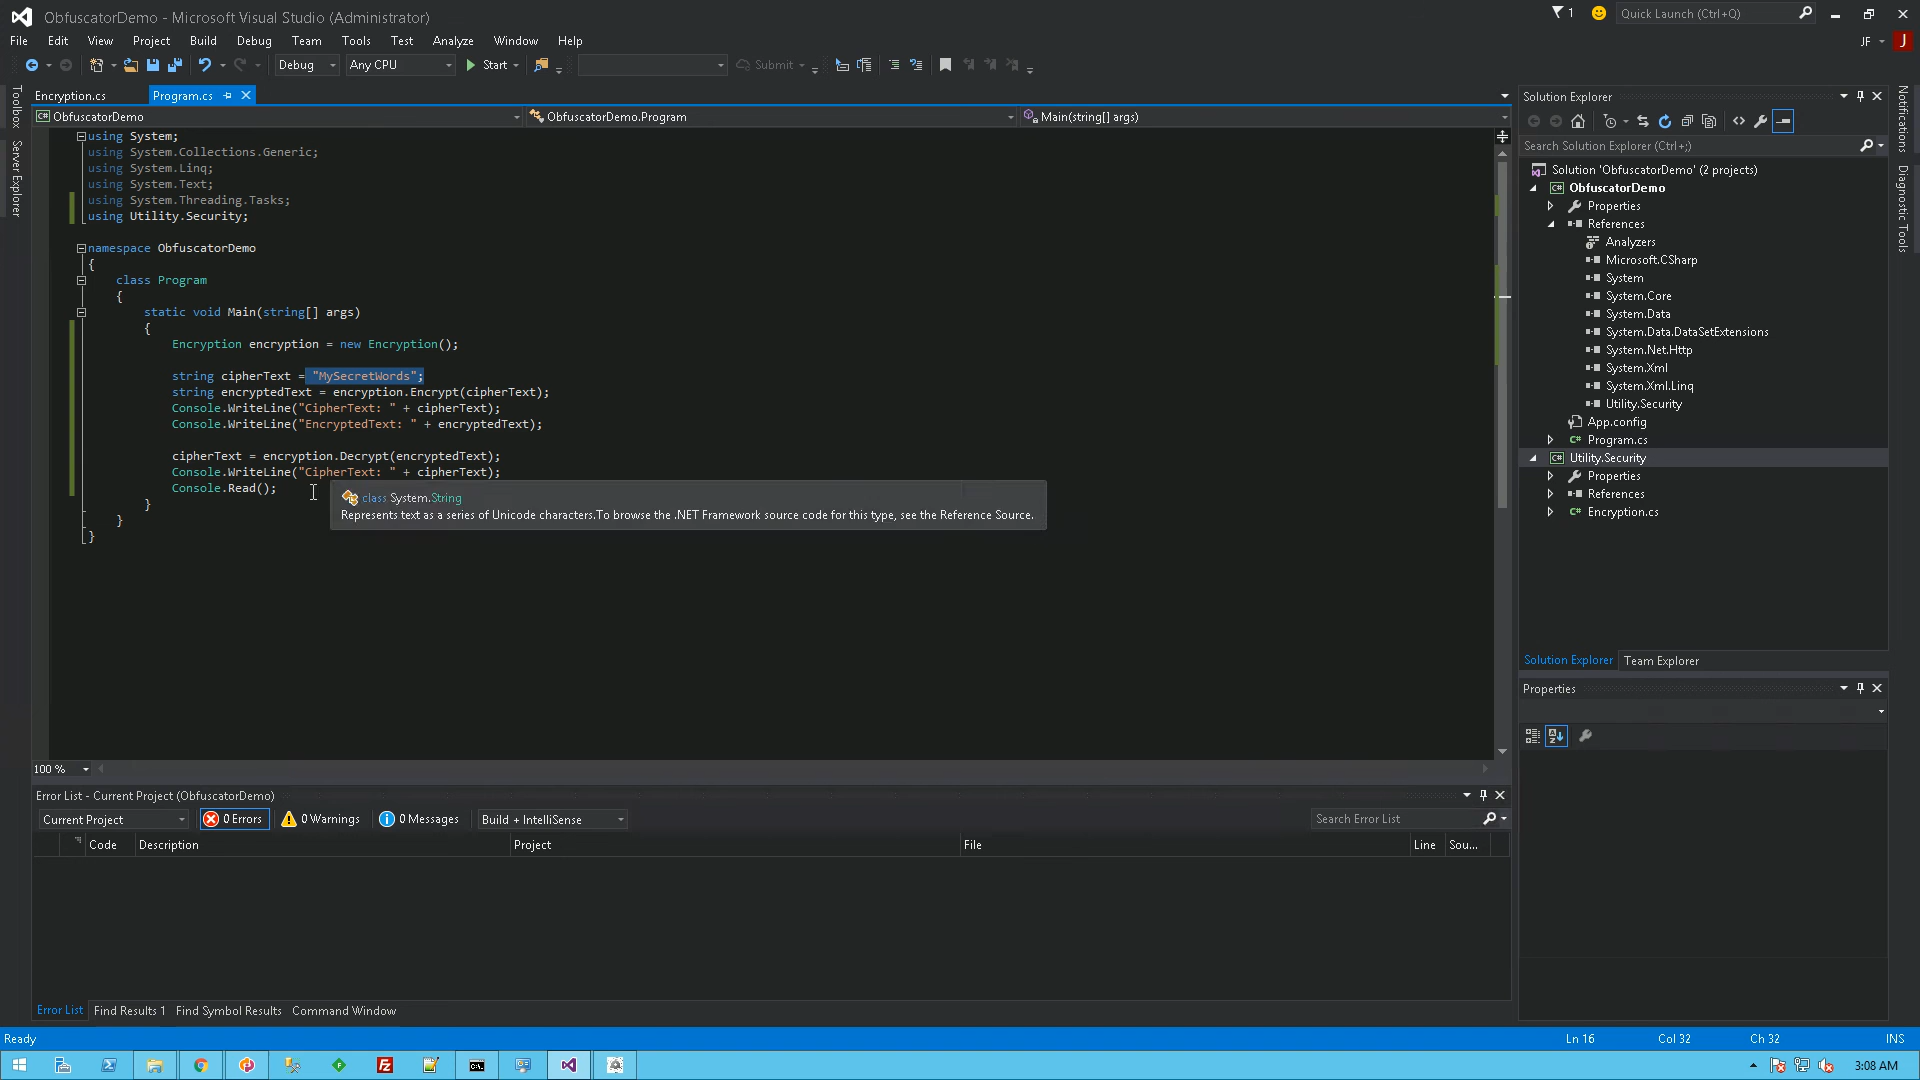 ObfuscatorDemo - Microsoft Visual Studio (Administrator)
1
Quick Launch (Ctrl+Q)
File Edit View Project Build Debug Team Tools Test Analyze Window Help
JF
J
Debug
Any CPU
Start
Submit
Toolbox
Server Explorer
Encryption.cs
Program.cs
ObfuscatorDemo
ObfuscatorDemo.Program
Main(string[] args)
using System;
using System.Collections.Generic;
using System.Linq;
using System.Text;
using System.Threading.Tasks;
using Utility.Security;
namespace ObfuscatorDemo
{
class Program
{
static void Main(string[] args)
{
Encryption encryption = new Encryption();
string cipherText = "MySecretWords";
string encryptedText = encryption.Encrypt(cipherText);
Console.WriteLine("CipherText: " + cipherText);
Console.WriteLine("EncryptedText: " + encryptedText);
cipherText = encryption.Decrypt(encryptedText);
Console.WriteLine("CipherText: " + cipherText);
Console.Read();
}
}
}
class System.String
Represents text as a series of Unicode characters.To browse the .NET Framework source code for this type, see the Reference Source.
100 %
Solution Explorer
Search Solution Explorer (Ctrl+;)
Solution 'ObfuscatorDemo' (2 projects)
ObfuscatorDemo
Properties
References
Analyzers
Microsoft.CSharp
System
System.Core
System.Data
System.Data.DataSetExtensions
System.Net.Http
System.Xml
System.Xml.Linq
Utility.Security
App.config
Program.cs
Utility.Security
Properties
References
Encryption.cs
Solution Explorer
Team Explorer
Properties
Notifications
Diagnostic Tools
Error List - Current Project (ObfuscatorDemo)
Current Project
0 Errors
0 Warnings
0 Messages
Build + IntelliSense
Search Error List
Code
Description
Project
File
Line
Sou...
Error List
Find Results 1
Find Symbol Results
Command Window
Ready
Ln 16
Col 32
Ch 32
INS
3:08 AM